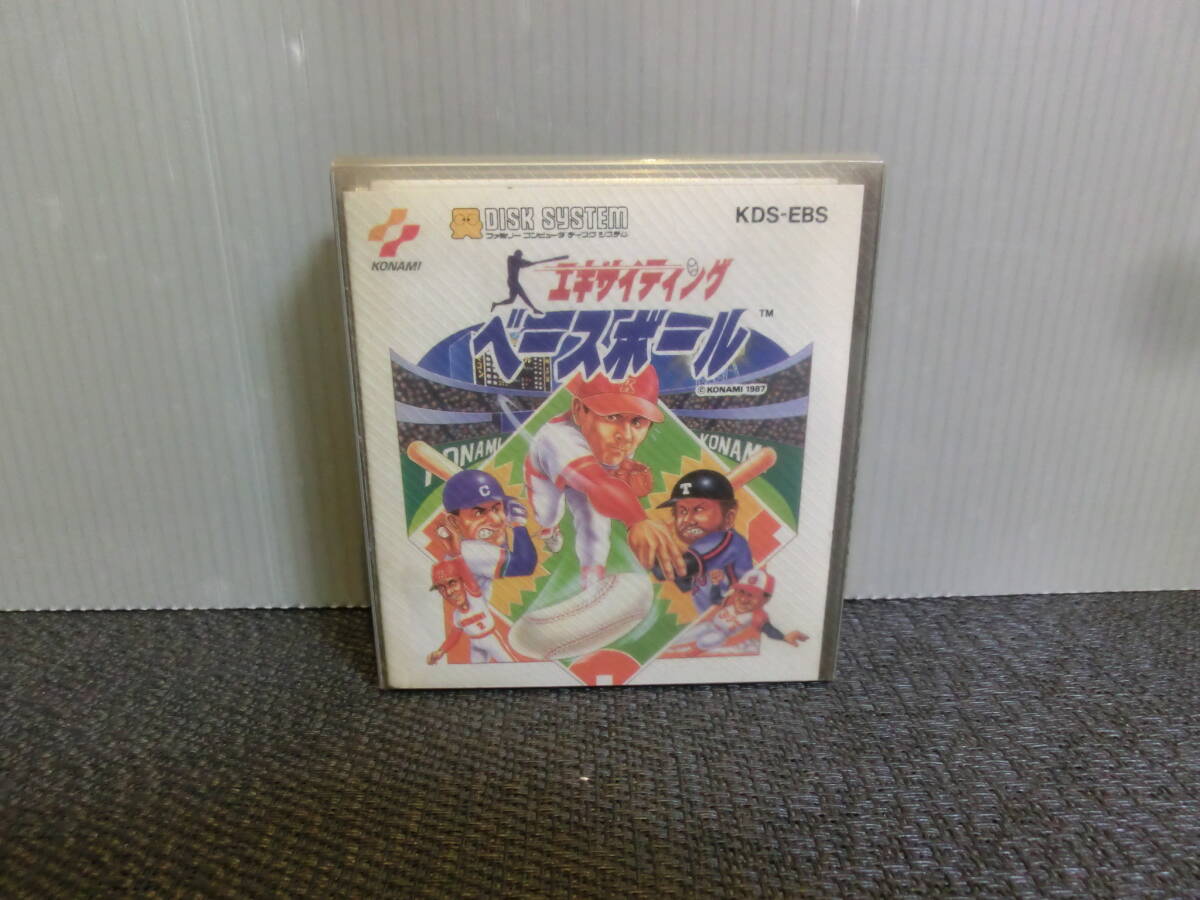 KONAMI
DISK SYSTEM
ファミリー コンピュータ ディスク システム
KDS-EBS
エキサイティング
ベースボール
TM
© KONAMI 1987
KONAMI
KONAMI
C
T